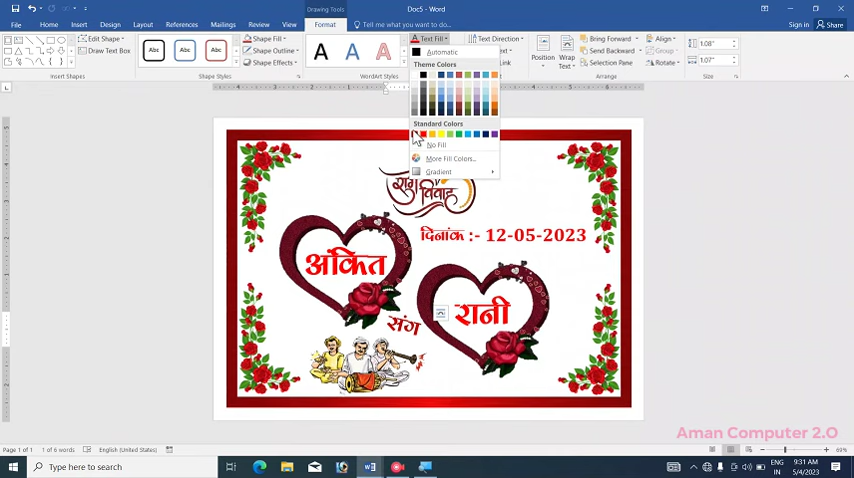 Drawing Tools
Doc5 - Word
File Home Insert Design Layout References Mailings Review View Format Tell me what you want to do... Sign in Share
Edit Shape
Draw Text Box
Insert Shapes
Abc Abc Abc
Shape Fill
Shape Outline
Shape Effects
Shape Styles
A A A
WordArt Styles
Text Fill
Automatic
Theme Colors
Standard Colors
No Fill
More Fill Colors...
Gradient
Text Direction
Position
Wrap Text
Bring Forward
Send Backward
Selection Pane
Align
Group
Rotate
Arrange
1.08"
1.07"
Size
शुभ विवाह
दिनांक :- 12-05-2023
अंकित
संग
रानी
Aman Computer 2.O
Page 1 of 1 1 of 6 words English (United States) 69%
Type here to search
ENG
IN
9:31 AM
5/4/2023